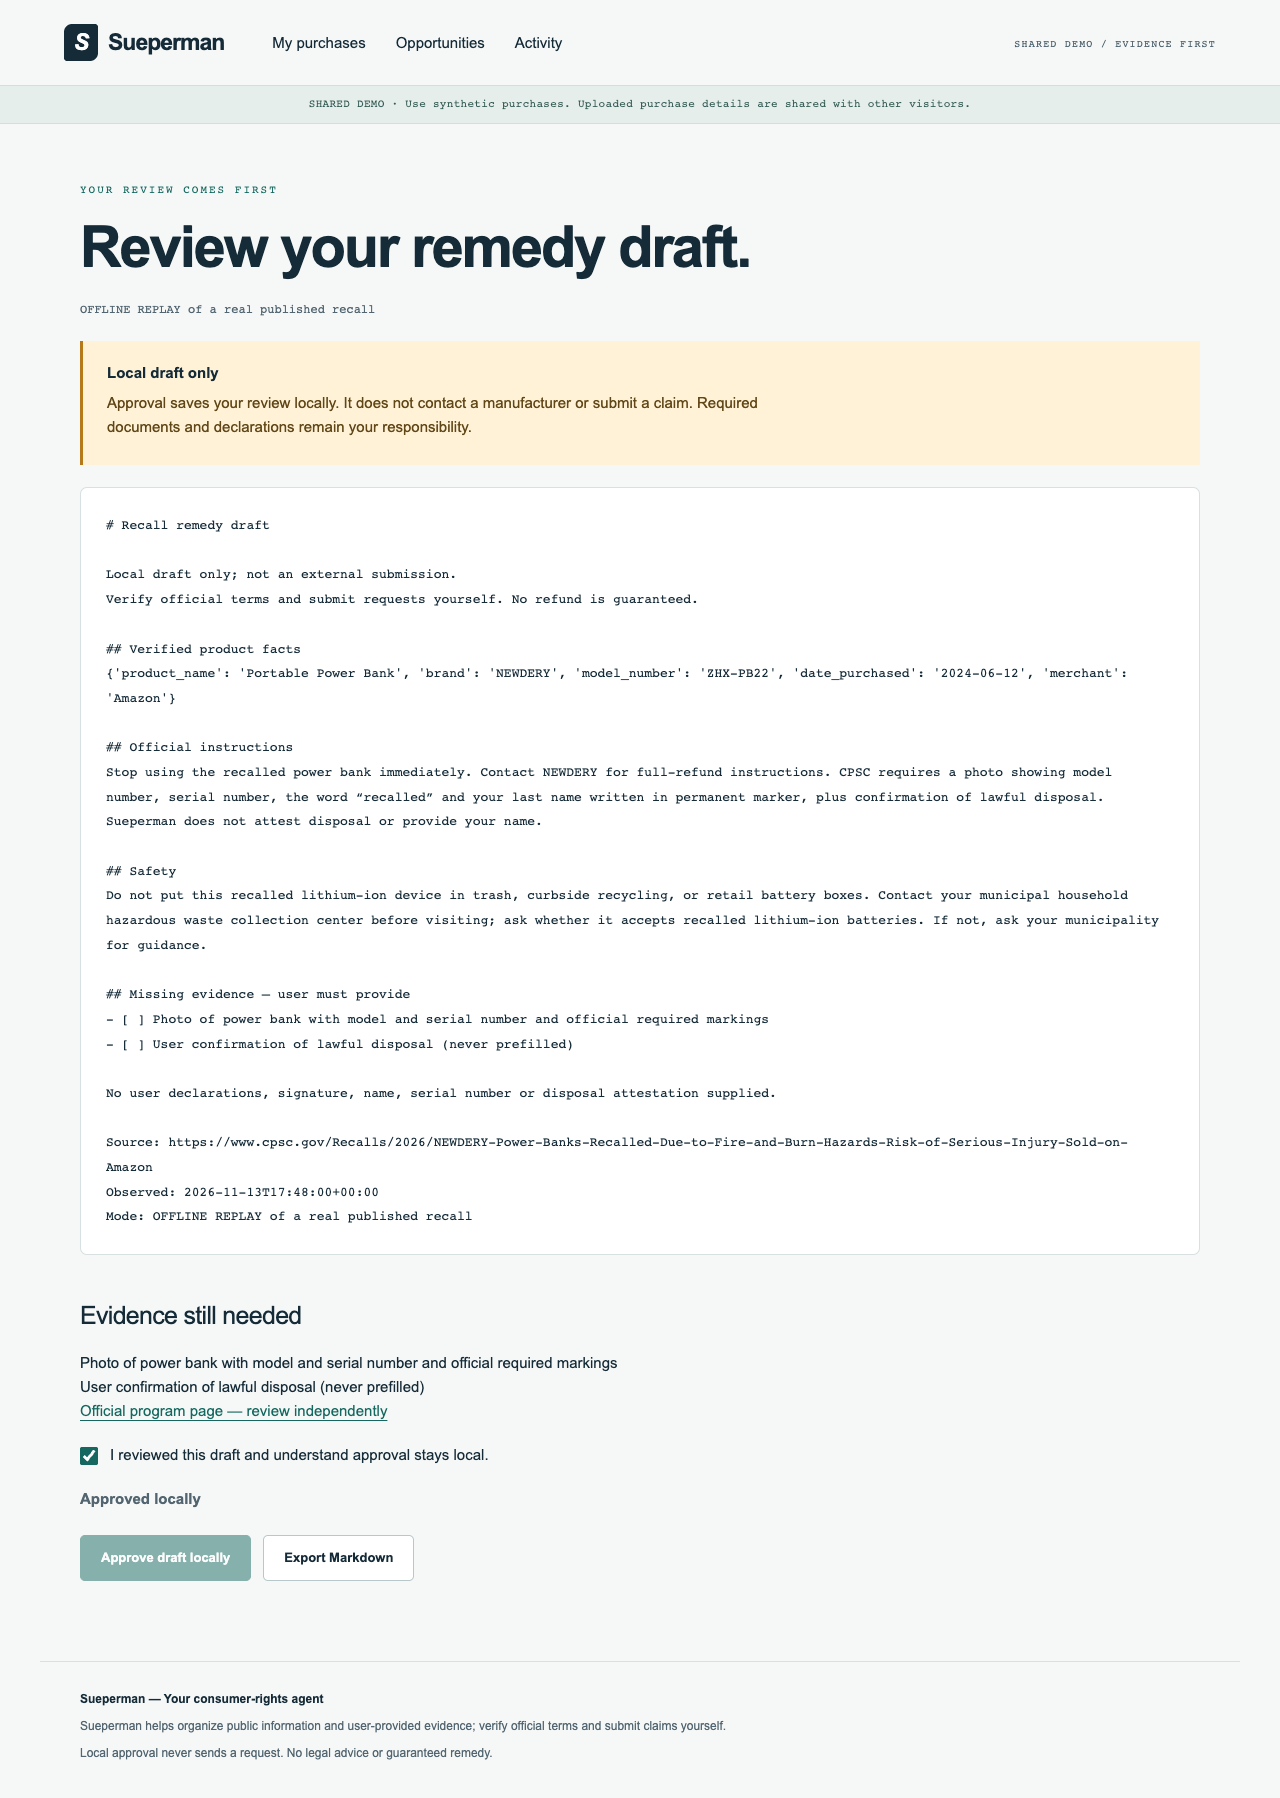 S Sueperman
My purchases
Opportunities
Activity
SHARED DEMO / EVIDENCE FIRST
SHARED DEMO · Use synthetic purchases. Uploaded purchase details are shared with other visitors.
YOUR REVIEW COMES FIRST
Review your remedy draft.
OFFLINE REPLAY of a real published recall
Local draft only
Approval saves your review locally. It does not contact a manufacturer or submit a claim. Required
documents and declarations remain your responsibility.
# Recall remedy draft
Local draft only; not an external submission.
Verify official terms and submit requests yourself. No refund is guaranteed.
## Verified product facts
{'product_name': 'Portable Power Bank', 'brand': 'NEWDERY', 'model_number': 'ZHX-PB22', 'date_purchased': '2024-06-12', 'merchant':
'Amazon'}
## Official instructions
Stop using the recalled power bank immediately. Contact NEWDERY for full-refund instructions. CPSC requires a photo showing model
number, serial number, the word “recalled” and your last name written in permanent marker, plus confirmation of lawful disposal.
Sueperman does not attest disposal or provide your name.
## Safety
Do not put this recalled lithium-ion device in trash, curbside recycling, or retail battery boxes. Contact your municipal household
hazardous waste collection center before visiting; ask whether it accepts recalled lithium-ion batteries. If not, ask your municipality
for guidance.
## Missing evidence — user must provide
- [ ] Photo of power bank with model and serial number and official required markings
- [ ] User confirmation of lawful disposal (never prefilled)
No user declarations, signature, name, serial number or disposal attestation supplied.
Source: https://www.cpsc.gov/Recalls/2026/NEWDERY-Power-Banks-Recalled-Due-to-Fire-and-Burn-Hazards-Risk-of-Serious-Injury-Sold-on-
Amazon
Observed: 2026-11-13T17:48:00+00:00
Mode: OFFLINE REPLAY of a real published recall
Evidence still needed
Photo of power bank with model and serial number and official required markings
User confirmation of lawful disposal (never prefilled)
Official program page — review independently
I reviewed this draft and understand approval stays local.
Approved locally
Approve draft locally
Export Markdown
Sueperman — Your consumer-rights agent
Sueperman helps organize public information and user-provided evidence; verify official terms and submit claims yourself.
Local approval never sends a request. No legal advice or guaranteed remedy.